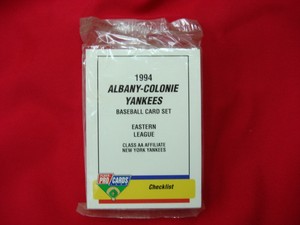 1994
ALBANY-COLONIE
YANKEES
BASEBALL CARD SET
EASTERN
LEAGUE
CLASS AA AFFILIATE
NEW YORK YANKEES
PRO CARDS
Checklist